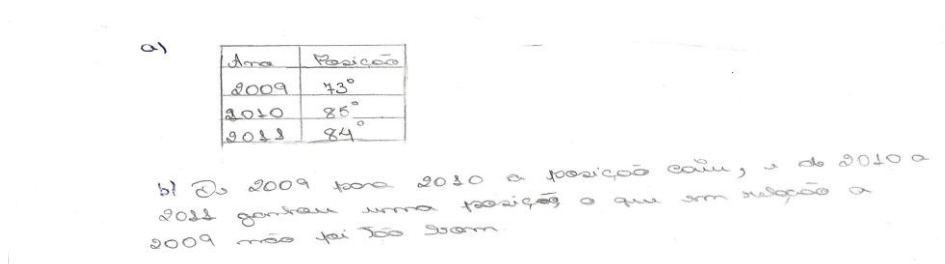 a)
Ano Posição
2009 73°
2010 85°
2011 84°
b) De 2009 para 2010 a posição caiu, e de 2010 a
2011 ganhou uma posição o que em relação a
2009 não foi tão bom.